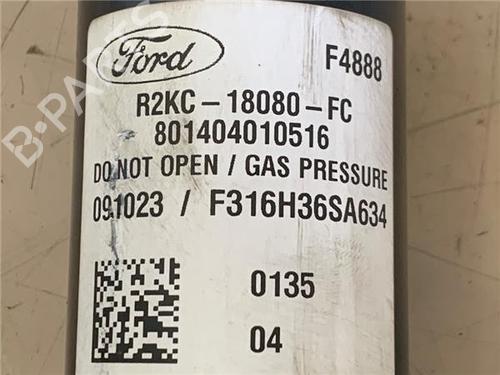 Ford F4888
R2KC-18080-FC
801404010516
DO NOT OPEN / GAS PRESSURE
091023 / F316H36SA634
0135
04
B-PARTS